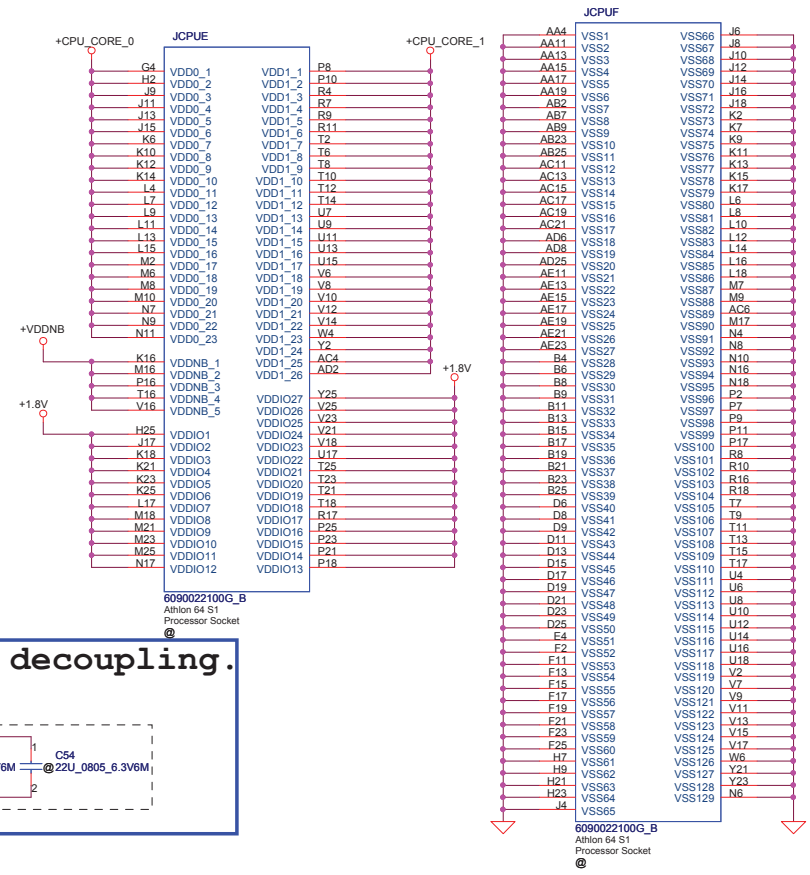 JCPUE
+CPU_CORE_0 +CPU_CORE_1
G4 VDD0_1 VDD1_1 P8
H2 VDD0_2 VDD1_2 P10
J9 VDD0_3 VDD1_3 R4
J11 VDD0_4 VDD1_4 R7
J13 VDD0_5 VDD1_5 R9
J15 VDD0_6 VDD1_6 R11
K6 VDD0_7 VDD1_7 T2
K10 VDD0_8 VDD1_8 T6
K12 VDD0_9 VDD1_9 T8
K14 VDD0_10 VDD1_10 T10
L4 VDD0_11 VDD1_11 T12
L7 VDD0_12 VDD1_12 T14
L9 VDD0_13 VDD1_13 U7
L11 VDD0_14 VDD1_14 U9
L13 VDD0_15 VDD1_15 U11
L15 VDD0_16 VDD1_16 U13
M2 VDD0_17 VDD1_17 U15
M6 VDD0_18 VDD1_18 V6
M8 VDD0_19 VDD1_19 V8
M10 VDD0_20 VDD1_20 V10
N7 VDD0_21 VDD1_21 V12
N9 VDD0_22 VDD1_22 V14
N11 VDD0_23 VDD1_23 W4
VDD1_24 Y2
VDD1_25 AC4
VDD1_26 AD2
+VDDNB
K16 VDDNB_1
M16 VDDNB_2
P16 VDDNB_3
T16 VDDNB_4
V16 VDDNB_5
+1.8V
+1.8V
VDDIO27 Y25
VDDIO26 V25
VDDIO25 V23
H25 VDDIO1 VDDIO24 V21
J17 VDDIO2 VDDIO23 V18
K18 VDDIO3 VDDIO22 U17
K21 VDDIO4 VDDIO21 T25
K23 VDDIO5 VDDIO20 T23
K25 VDDIO6 VDDIO19 T21
L17 VDDIO7 VDDIO18 T18
M18 VDDIO8 VDDIO17 R17
M21 VDDIO9 VDDIO16 P25
M23 VDDIO10 VDDIO15 P23
M25 VDDIO11 VDDIO14 P21
N17 VDDIO12 VDDIO13 P18
6090022100G_B
Athlon 64 S1
Processor Socket
@
decoupling.
1
C54
6M @ 22U_0805_6.3V6M
2
JCPUF
AA4 VSS1 VSS66 J6
AA11 VSS2 VSS67 J8
AA13 VSS3 VSS68 J10
AA15 VSS4 VSS69 J12
AA17 VSS5 VSS70 J14
AA19 VSS6 VSS71 J16
AB2 VSS7 VSS72 J18
AB7 VSS8 VSS73 K2
AB9 VSS9 VSS74 K7
AB23 VSS10 VSS75 K9
AB25 VSS11 VSS76 K11
AC11 VSS12 VSS77 K13
AC13 VSS13 VSS78 K15
AC15 VSS14 VSS79 K17
AC17 VSS15 VSS80 L6
AC19 VSS16 VSS81 L8
AC21 VSS17 VSS82 L10
AD6 VSS18 VSS83 L12
AD8 VSS19 VSS84 L14
AD25 VSS20 VSS85 L16
AE11 VSS21 VSS86 L18
AE13 VSS22 VSS87 M7
AE15 VSS23 VSS88 M9
AE17 VSS24 VSS89 AC6
AE19 VSS25 VSS90 M17
AE21 VSS26 VSS91 N4
AE23 VSS27 VSS92 N8
B4 VSS28 VSS93 N10
B6 VSS29 VSS94 N16
B8 VSS30 VSS95 N18
B9 VSS31 VSS96 P2
B11 VSS32 VSS97 P7
B13 VSS33 VSS98 P9
B15 VSS34 VSS99 P11
B17 VSS35 VSS100 P17
B19 VSS36 VSS101 R8
B21 VSS37 VSS102 R10
B23 VSS38 VSS103 R16
B25 VSS39 VSS104 R18
D6 VSS40 VSS105 T7
D8 VSS41 VSS106 T9
D9 VSS42 VSS107 T11
D11 VSS43 VSS108 T13
D13 VSS44 VSS109 T15
D15 VSS45 VSS110 T17
D17 VSS46 VSS111 U4
D19 VSS47 VSS112 U6
D21 VSS48 VSS113 U8
D23 VSS49 VSS114 U10
D25 VSS50 VSS115 U12
E4 VSS51 VSS116 U14
F2 VSS52 VSS117 U16
F11 VSS53 VSS118 U18
F13 VSS54 VSS119 V2
F15 VSS55 VSS120 V7
F17 VSS56 VSS121 V9
F19 VSS57 VSS122 V11
F21 VSS58 VSS123 V13
F23 VSS59 VSS124 V15
F25 VSS60 VSS125 V17
H7 VSS61 VSS126 W6
H9 VSS62 VSS127 Y21
H21 VSS63 VSS128 Y23
H23 VSS64 VSS129 N6
J4 VSS65
6090022100G_B
Athlon 64 S1
Processor Socket
@